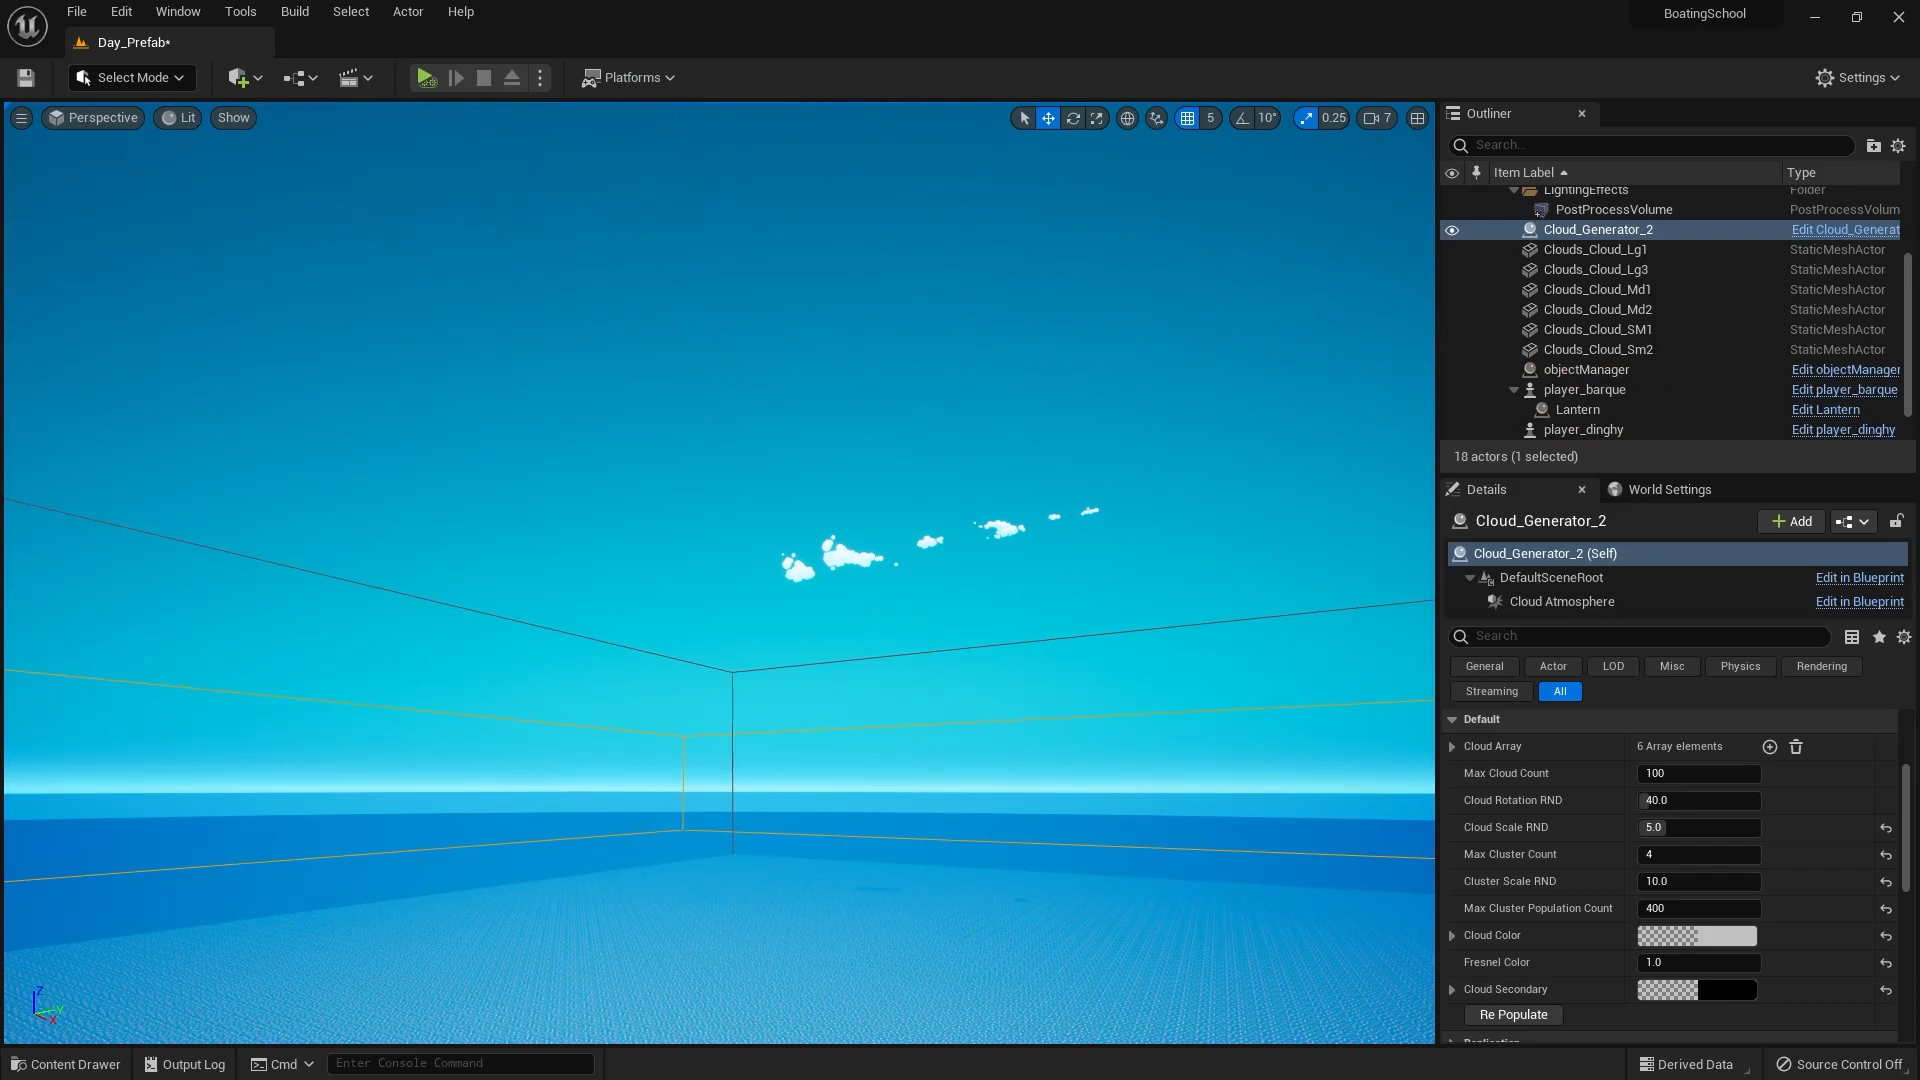 File Edit Window Tools Build Select Actor Help
BoatingSchool
Day_Prefab*
Select Mode
Platforms
Settings
Perspective Lit Show
5 10° 0.25 7
Outliner
Search...
Item Label Type
LightingEffects Folder
PostProcessVolume PostProcessVolum
Cloud_Generator_2 Edit Cloud_Generat
Clouds_Cloud_Lg1 StaticMeshActor
Clouds_Cloud_Lg3 StaticMeshActor
Clouds_Cloud_Md1 StaticMeshActor
Clouds_Cloud_Md2 StaticMeshActor
Clouds_Cloud_SM1 StaticMeshActor
Clouds_Cloud_Sm2 StaticMeshActor
objectManager Edit objectManager
player_barque Edit player_barque
Lantern Edit Lantern
player_dinghy Edit player_dinghy
18 actors (1 selected)
Details World Settings
Cloud_Generator_2 Add
Cloud_Generator_2 (Self)
DefaultSceneRoot Edit in Blueprint
Cloud Atmosphere Edit in Blueprint
Search
General Actor LOD Misc Physics Rendering
Streaming All
Default
Cloud Array 6 Array elements
Max Cloud Count 100
Cloud Rotation RND 40.0
Cloud Scale RND 5.0
Max Cluster Count 4
Cluster Scale RND 10.0
Max Cluster Population Count 400
Cloud Color
Fresnel Color 1.0
Cloud Secondary
Re Populate
Z Y X
Content Drawer Output Log Cmd Enter Console Command
Derived Data Source Control Off